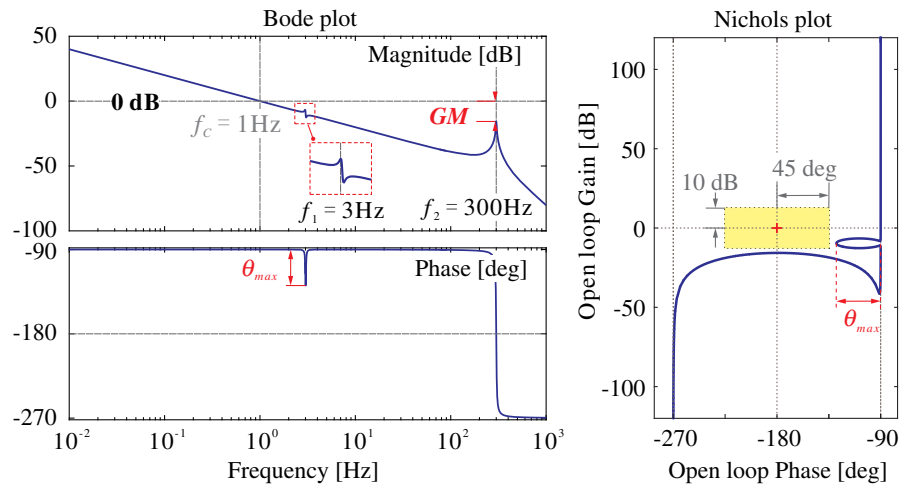 Bode plot
50
Magnitude [dB]
0
0 dB
GM
f_C = 1Hz
-50
f_1 = 3Hz
f_2 = 300Hz
-100
-90
θ_max
Phase [deg]
-180
-270
10^-2
10^-1
10^0
10^1
10^2
10^3
Frequency [Hz]
Nichols plot
100
50
45 deg
10 dB
0
-50
θ_max
-100
Open loop Gain [dB]
-270
-180
-90
Open loop Phase [deg]